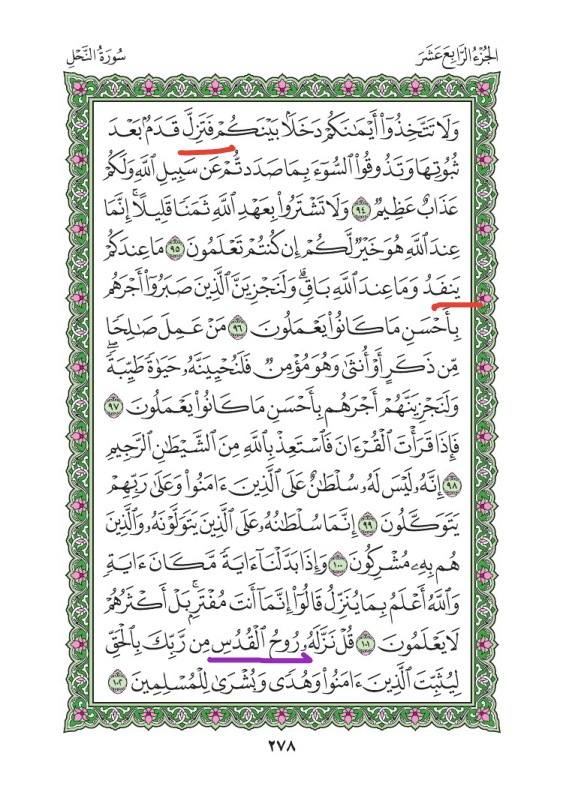 الجُزْءُ الرَّابِعَ عَشَرَ
سُورَةُ النَّحْلِ
وَلَا تَتَّخِذُوٓاْ أَيْمَٰنَكُمْ دَخَلَۢا بَيْنَكُمْ فَتَزِلَّ قَدَمُۢ بَعْدَ
ثُبُوتِهَا وَتَذُوقُواْ ٱلسُّوٓءَ بِمَا صَدَدتُّمْ عَن سَبِيلِ ٱللَّهِ وَلَكُمْ
عَذَابٌ عَظِيمٌ ٩٤ وَلَا تَشْتَرُواْ بِعَهْدِ ٱللَّهِ ثَمَنًا قَلِيلًاۚ إِنَّمَا
عِندَ ٱللَّهِ هُوَ خَيْرٌ لَّكُمْ إِن كُنتُمْ تَعْلَمُونَ ٩٥ مَا عِندَكُمْ
يَنفَدُ وَمَا عِندَ ٱللَّهِ بَاقٍۗ وَلَنَجْزِيَنَّ ٱلَّذِينَ صَبَرُوٓاْ أَجْرَهُم
بِأَحْسَنِ مَا كَانُواْ يَعْمَلُونَ ٩٦ مَنْ عَمِلَ صَٰلِحًا
مِّن ذَكَرٍ أَوْ أُنثَىٰ وَهُوَ مُؤْمِنٌ فَلَنُحْيِيَنَّهُۥ حَيَوٰةً طَيِّبَةًۖ
وَلَنَجْزِيَنَّهُمْ أَجْرَهُم بِأَحْسَنِ مَا كَانُواْ يَعْمَلُونَ ٩٧
فَإِذَا قَرَأْتَ ٱلْقُرْءَانَ فَٱسْتَعِذْ بِٱللَّهِ مِنَ ٱلشَّيْطَٰنِ ٱلرَّجِيمِ
٩٨ إِنَّهُۥ لَيْسَ لَهُۥ سُلْطَٰنٌ عَلَى ٱلَّذِينَ ءَامَنُواْ وَعَلَىٰ رَبِّهِمْ
يَتَوَكَّلُونَ ٩٩ إِنَّمَا سُلْطَٰنُهُۥ عَلَى ٱلَّذِينَ يَتَوَلَّوْنَهُۥ وَٱلَّذِينَ
هُم بِهِۦ مُشْرِكُونَ ١٠٠ وَإِذَا بَدَّلْنَآ ءَايَةً مَّكَانَ ءَايَةٍ
وَٱللَّهُ أَعْلَمُ بِمَا يُنَزِّلُ قَالُوٓاْ إِنَّمَآ أَنتَ مُفْتَرٍۭۚ بَلْ أَكْثَرُهُمْ
لَا يَعْلَمُونَ ١٠١ قُلْ نَزَّلَهُۥ رُوحُ ٱلْقُدُسِ مِن رَّبِّكَ بِٱلْحَقِّ
لِيُثَبِّتَ ٱلَّذِينَ ءَامَنُواْ وَهُدًى وَبُشْرَىٰ لِلْمُسْلِمِينَ ١٠٢
٢٧٨